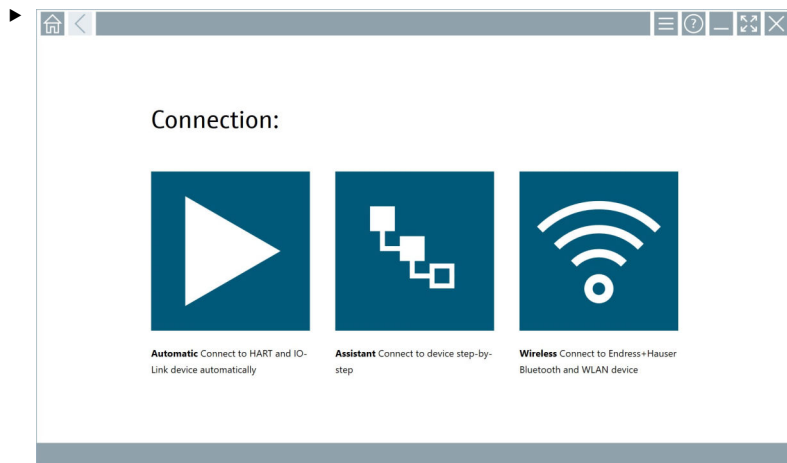 Connection:
Automatic Connect to HART and IO-
Link device automatically
Assistant Connect to device step-by-
step
Wireless Connect to Endress+Hauser
Bluetooth and WLAN device